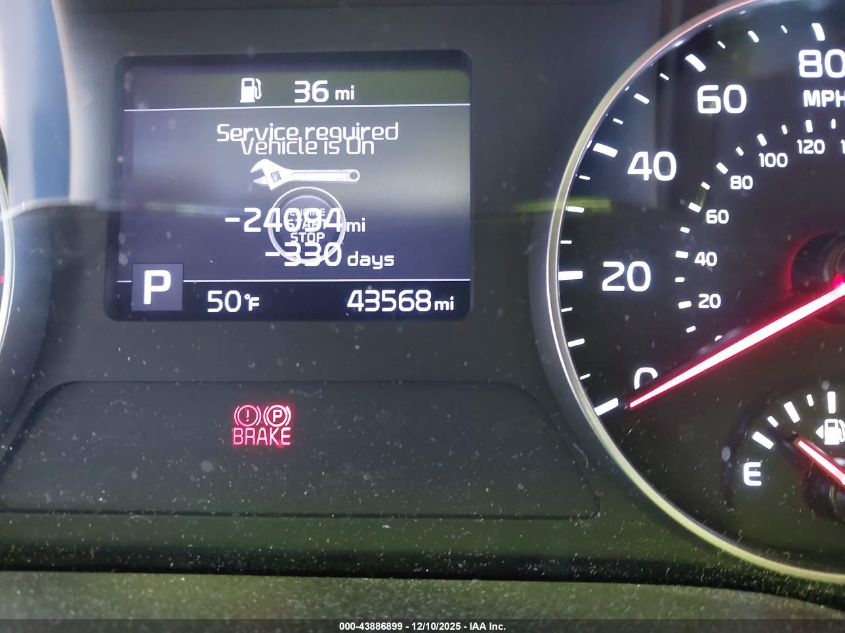 36 mi
Service required
Vehicle is On
START
STOP
mi
-330 days
P
50°F
43568 mi
BRAKE
P
0
20
40
60
80
MPH
20
40
60
80
100
120
E
000-43886899 - 12/10/2025 - IAA Inc.